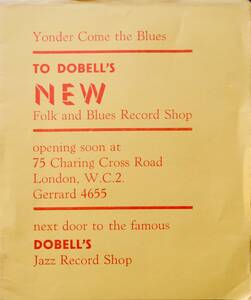 Yonder Come the Blues
TO DOBELL'S
NEW
Folk and Blues Record Shop
opening soon at
75 Charing Cross Road
London, W.C.2.
Gerrard 4655
next door to the famous
DOBELL'S
Jazz Record Shop